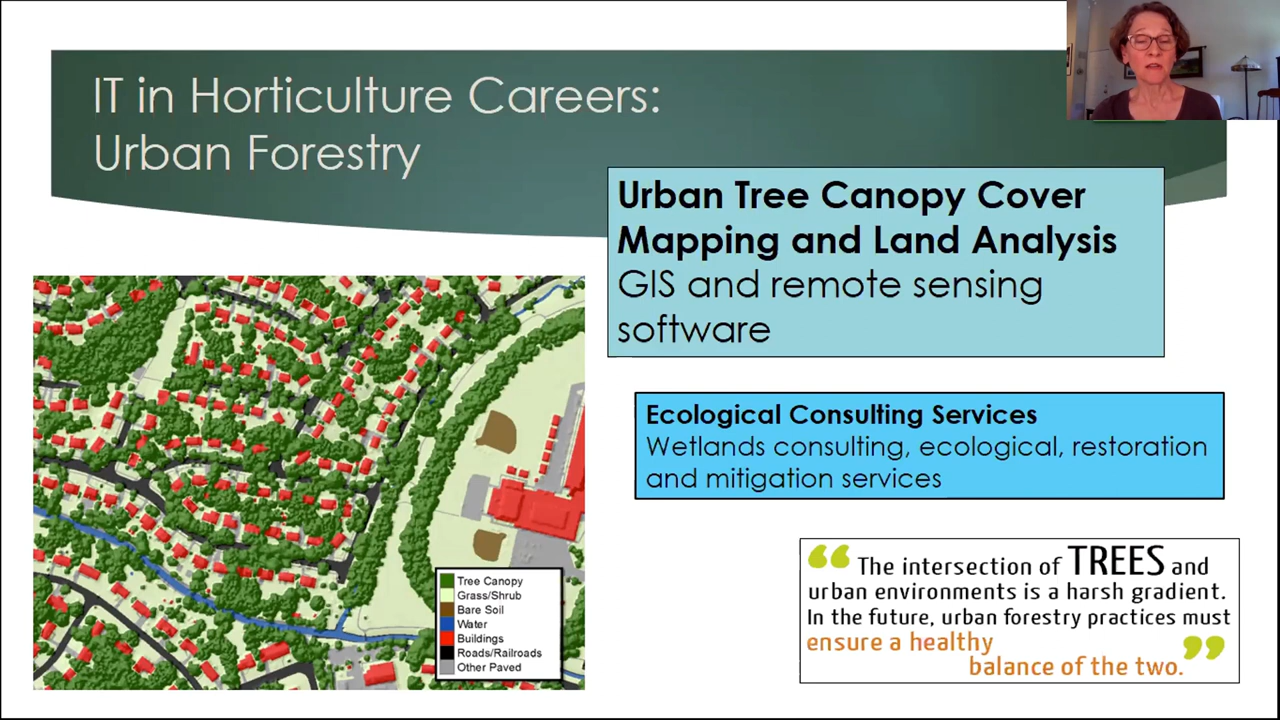 IT in Horticulture Careers:
Urban Forestry
Urban Tree Canopy Cover
Mapping and Land Analysis
GIS and remote sensing
software
Ecological Consulting Services
Wetlands consulting, ecological, restoration
and mitigation services
Tree Canopy
Grass/Shrub
Bare Soil
Water
Buildings
Roads/Railroads
Other Paved
“ The intersection of TREES and
urban environments is a harsh gradient.
In the future, urban forestry practices must
ensure a healthy
balance of the two. ”